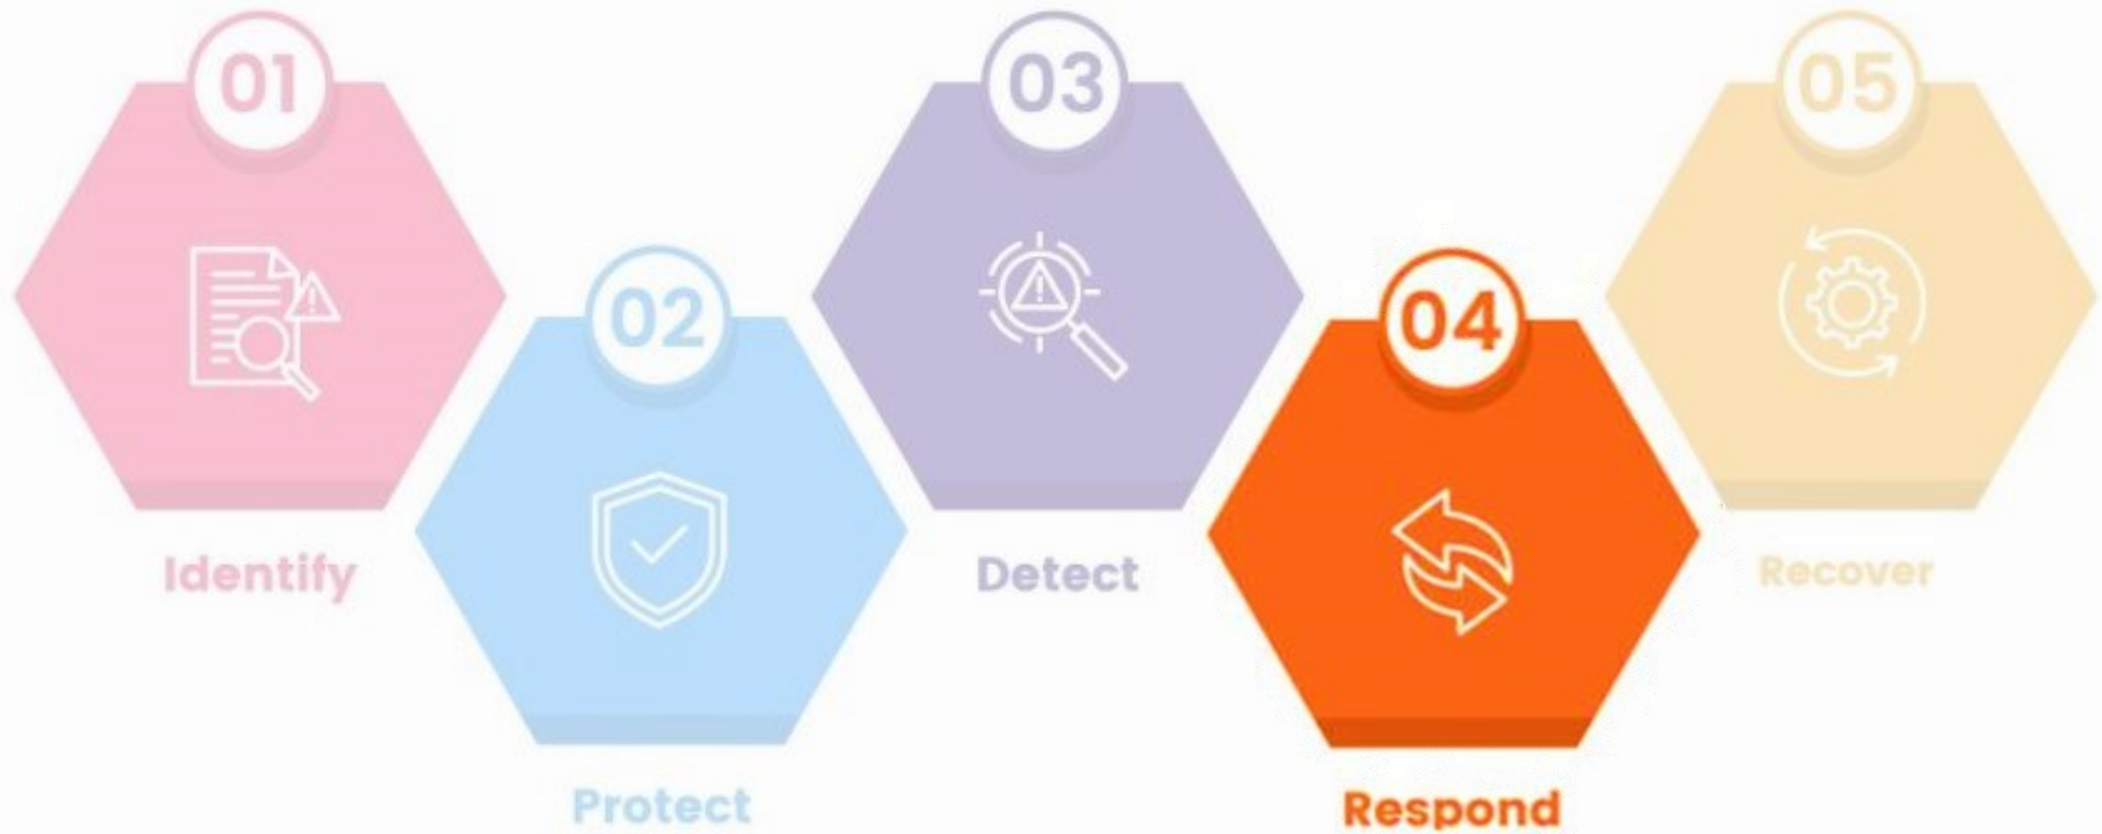 01
Identify
02
Protect
03
Detect
04
Respond
05
Recover